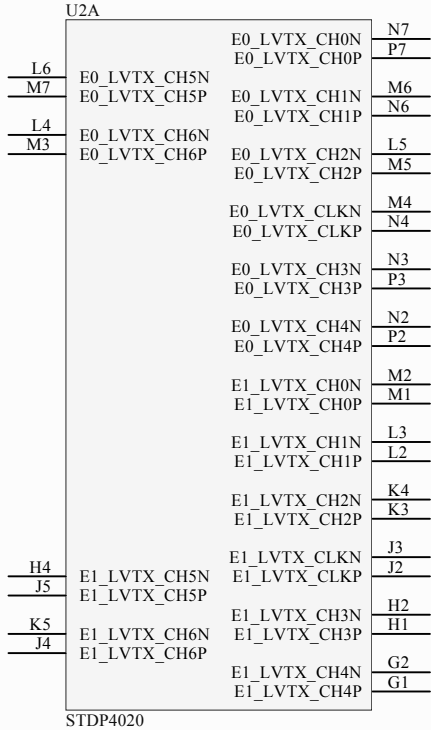 U2A
E0_LVTX_CH0N N7
E0_LVTX_CH0P P7
L6 E0_LVTX_CH5N
M7 E0_LVTX_CH5P
E0_LVTX_CH1N M6
E0_LVTX_CH1P N6
L4 E0_LVTX_CH6N
M3 E0_LVTX_CH6P
E0_LVTX_CH2N L5
E0_LVTX_CH2P M5
E0_LVTX_CLKN M4
E0_LVTX_CLKP N4
E0_LVTX_CH3N N3
E0_LVTX_CH3P P3
E0_LVTX_CH4N N2
E0_LVTX_CH4P P2
E1_LVTX_CH0N M2
E1_LVTX_CH0P M1
E1_LVTX_CH1N L3
E1_LVTX_CH1P L2
E1_LVTX_CH2N K4
E1_LVTX_CH2P K3
E1_LVTX_CLKN J3
H4 E1_LVTX_CH5N E1_LVTX_CLKP J2
J5 E1_LVTX_CH5P
E1_LVTX_CH3N H2
K5 E1_LVTX_CH6N E1_LVTX_CH3P H1
J4 E1_LVTX_CH6P
E1_LVTX_CH4N G2
E1_LVTX_CH4P G1
STDP4020